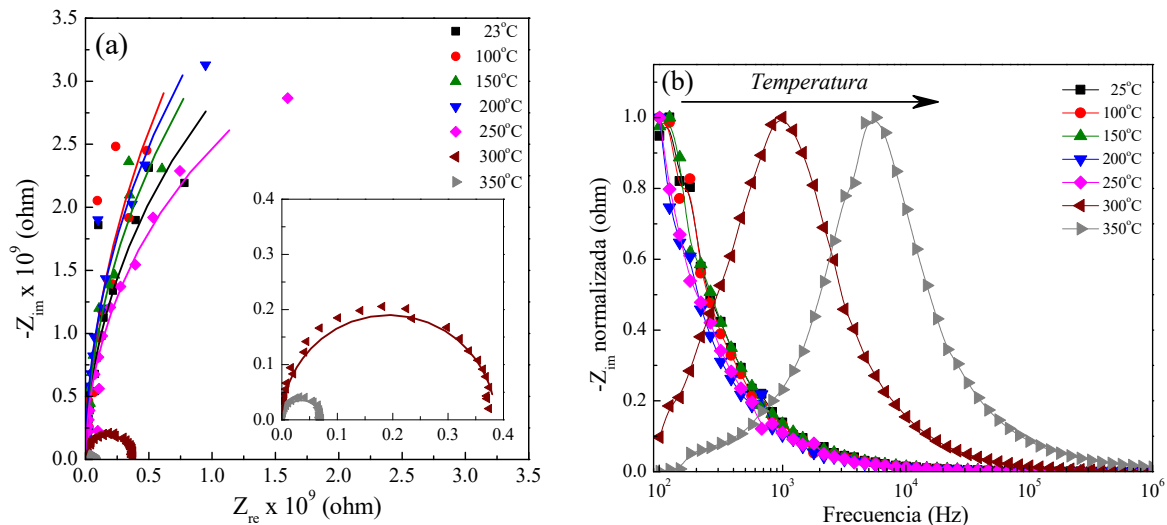 (a)
23°C
100°C
150°C
200°C
250°C
300°C
350°C
-Z_im x 10^9 (ohm)
3.5
3.0
2.5
2.0
1.5
1.0
0.5
0.0
0.0 0.5 1.0 1.5 2.0 2.5 3.0 3.5
Z_re x 10^9 (ohm)
0.4
0.3
0.2
0.1
0.0
0.0 0.1 0.2 0.3 0.4
(b)
Temperatura
25°C
100°C
150°C
200°C
250°C
300°C
350°C
-Z_im normalizada (ohm)
1.0
0.8
0.6
0.4
0.2
0.0
10^2 10^3 10^4 10^5 10^6
Frecuencia (Hz)